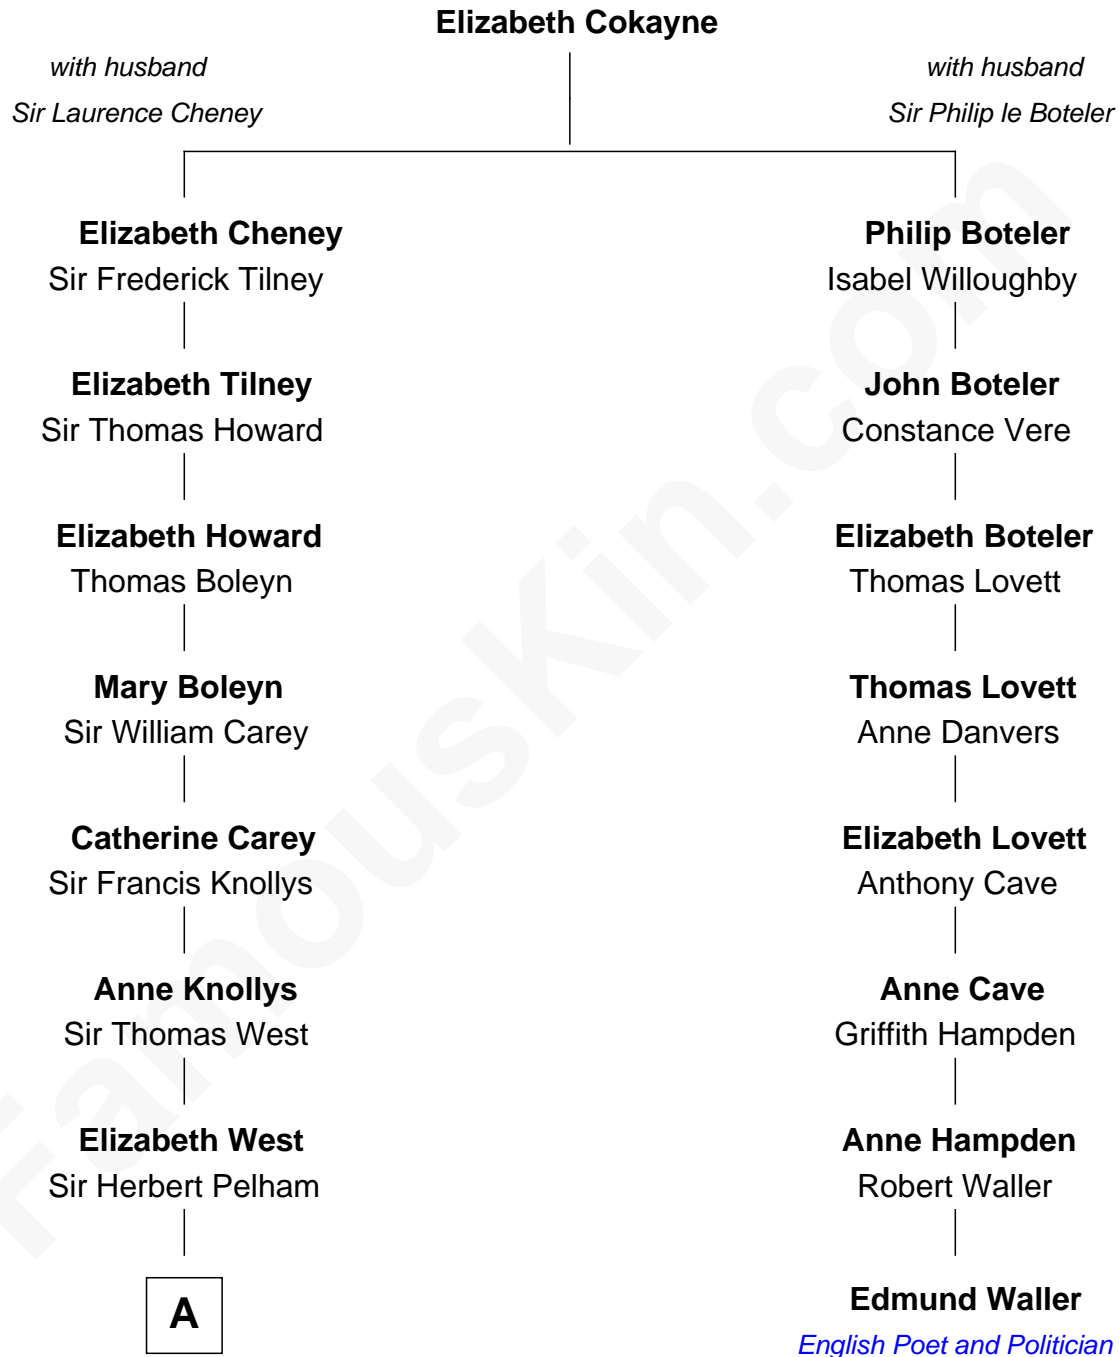 Elizabeth Cokayne
with husband
Sir Laurence Cheney
with husband
Sir Philip le Boteler
Elizabeth Cheney
Sir Frederick Tilney
Philip Boteler
Isabel Willoughby
Elizabeth Tilney
Sir Thomas Howard
John Boteler
Constance Vere
Elizabeth Howard
Thomas Boleyn
Elizabeth Boteler
Thomas Lovett
Mary Boleyn
Sir William Carey
Thomas Lovett
Anne Danvers
Catherine Carey
Sir Francis Knollys
Elizabeth Lovett
Anthony Cave
Anne Knollys
Sir Thomas West
Anne Cave
Griffith Hampden
Elizabeth West
Sir Herbert Pelham
Anne Hampden
Robert Waller
A
Edmund Waller
English Poet and Politician
FamousKin.com